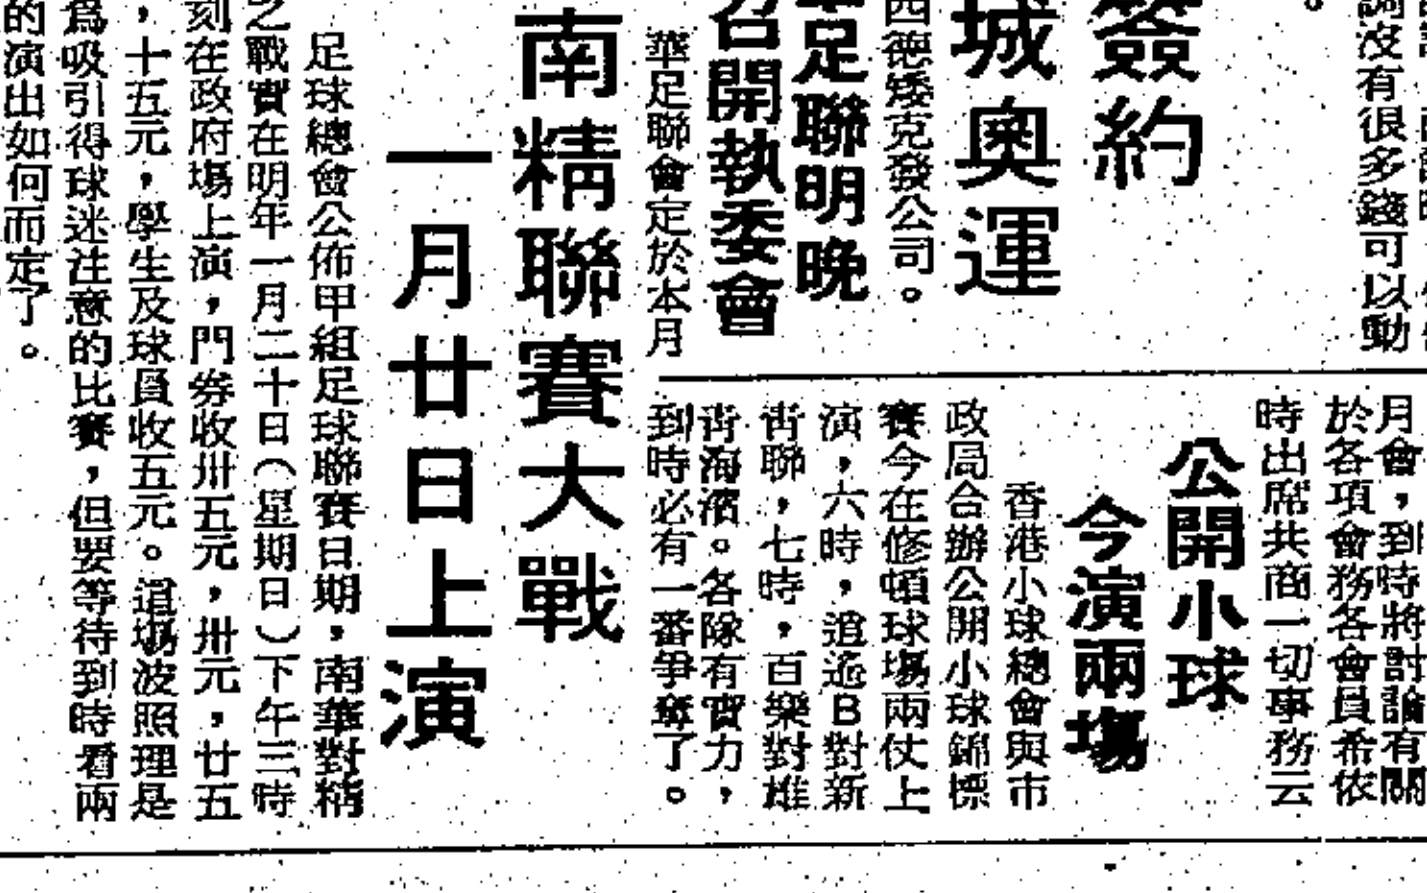 調沒有很多錢可以動
。
簽約
城奧運
西德矮克發公司。
足聯明晚
召開執委會
華足聯會定於本月
月會，到時將討論有關
於各項會務各會員希依
時出席共商一切事務云
公開小球
今演兩場
香港小球總會與市
政局合辦公開小球錦標
賽今在修頓球場兩仗上
演，六時，逍遙B對新
青聯，七時，百樂對雄
青海濱。各隊有實力，
到時必有一番爭奪了。
南精聯賽大戰
一月廿日上演
足球總會公佈甲組足球聯賽日期，南華對精
之戰實在明年一月二十日（星期日）下午三時
刻在政府場上演，門券收卅五元，卅元，廿五
，十五元，學生及球員收五元。這場波照理是
為吸引得球迷注意的比賽，但要等待到時看兩
的演出如何而定了。